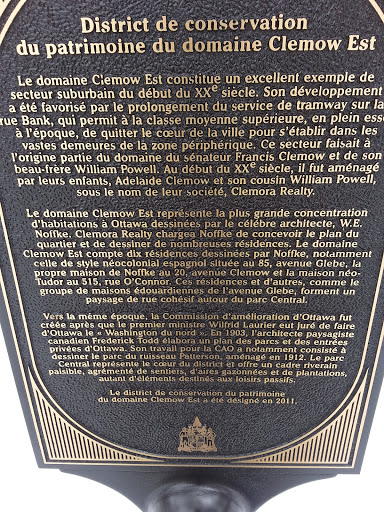 District de conservation
du patrimoine du domaine Clemow Est
Le domaine Clemow Est constitue un excellent exemple de
secteur suburbain du début du XXe siècle. Son développement
a été favorisé par le prolongement du service de tramway sur la
rue Bank, qui permit à la classe moyenne supérieure, en plein essor
à l'époque, de quitter le cœur de la ville pour s'établir dans les
vastes demeures de la zone périphérique. Ce secteur faisait à
l'origine partie du domaine du sénateur Francis Clemow et de son
beau-frère William Powell. Au début du XXe siècle, il fut aménagé
par leurs enfants, Adelaide Clemow et son cousin William Powell,
sous le nom de leur société, Clemora Realty.
Le domaine Clemow Est représente la plus grande concentration
d'habitations à Ottawa dessinées par le célèbre architecte, W.E.
Noffke. Clemora Realty chargea Noffke de concevoir le plan du
quartier et de dessiner de nombreuses résidences. Le domaine
Clemow Est compte dix résidences dessinées par Noffke, notamment
celle de style néocolonial espagnol située au 85, avenue Glebe, la
propre maison de Noffke au 20, avenue Clemow et la maison néo-
Tudor au 515, rue O'Connor. Ces résidences et d'autres, comme le
groupe de maisons édouardiennes de l'avenue Glebe, forment un
paysage de rue cohésif autour du parc Central.
Vers la même époque, la Commission d'amélioration d'Ottawa fut
créée après que le premier ministre Wilfrid Laurier eut juré de faire
d'Ottawa le « Washington du nord ». En 1903, l'architecte paysagiste
canadien Frederick Todd élabora un plan des parcs et des entrées
privées d'Ottawa. Son travail pour la CAO a notamment consisté à
dessiner le parc du ruisseau Patterson, aménagé en 1912. Le parc
Central représente le cœur du district et offre un cadre riverain
paisible, agrémenté de sentiers, d'aires gazonnées et de plantations,
autant d'éléments destinés aux loisirs passifs.
Le district de conservation du patrimoine
du domaine Clemow Est a été désigné en 2011.